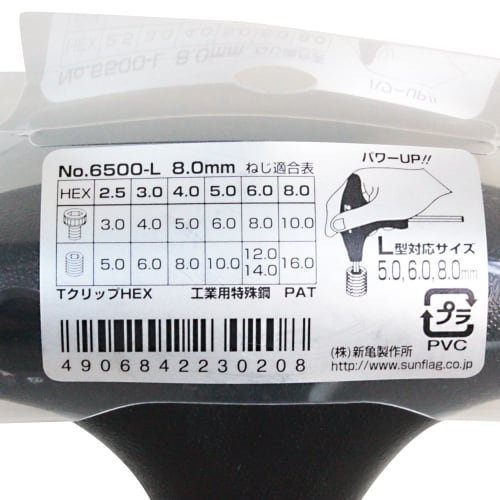 No.6500-L 8.0mm ねじ適合表
HEX 2.5 3.0 4.0 5.0 6.0 8.0
3.0 4.0 5.0 6.0 8.0 10.0
5.0 6.0 8.0 10.0 12.0 14.0 16.0
TクリップHEX 工業用特殊鋼 PAT
4906842230208
パワーUP!!
L型対応サイズ
5.0,6.0,8.0mm
プラ
PVC
(株)新亀製作所
http://www.sunflag.co.jp